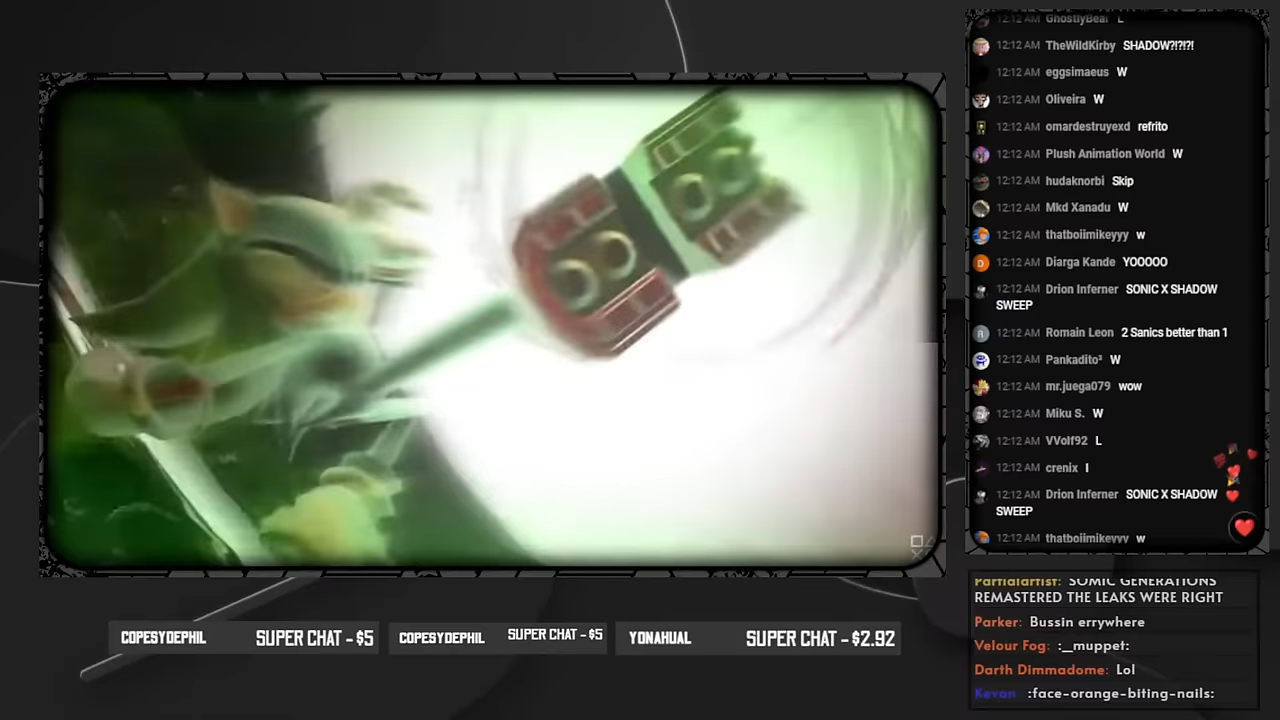 12:12 AM GhostlyBear L
12:12 AM TheWildKirby SHADOW?!?!?!
12:12 AM eggsimaeus W
12:12 AM Oliveira W
12:12 AM omardestruyexd refrito
12:12 AM Plush Animation World W
12:12 AM hudaknorbi Skip
12:12 AM Mkd Xanadu W
12:12 AM thatboiimikeyyy w
D 12:12 AM Diarga Kande YOOOOO
12:12 AM Drion Inferner SONIC X SHADOW
SWEEP
R 12:12 AM Romain Leon 2 Sanics better than 1
12:12 AM Pankadito³ W
12:12 AM mr.juega079 wow
12:12 AM Miku S. W
12:12 AM VVolf92 L
12:12 AM crenix l
12:12 AM Drion Inferner SONIC X SHADOW
SWEEP
12:12 AM thatboiimikeyyy w
Partialartist: SOMIC GENERATIONS
REMASTERED THE LEAKS WERE RIGHT
Parker: Bussin errywhere
Velour Fog: :_muppet:
Darth Dimmadome: Lol
Kevan :face-orange-biting-nails:
COPESYDEPHIL SUPER CHAT - $5
COPESYDEPHIL SUPER CHAT - $5
YONAHUAL SUPER CHAT - $2.92